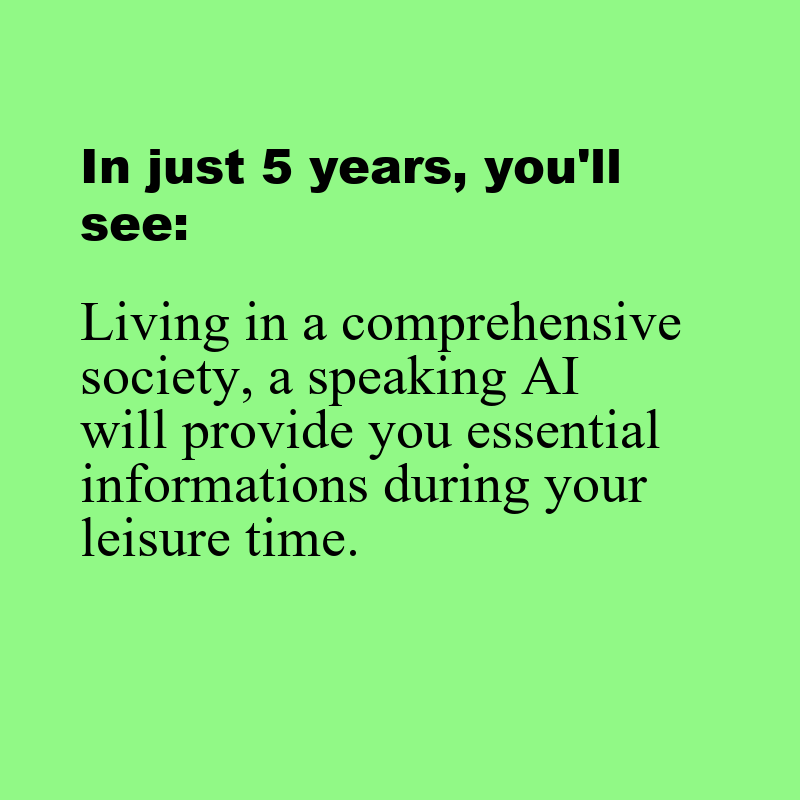 In just 5 years, you'll
see:
Living in a comprehensive
society, a speaking AI
will provide you essential
informations during your
leisure time.